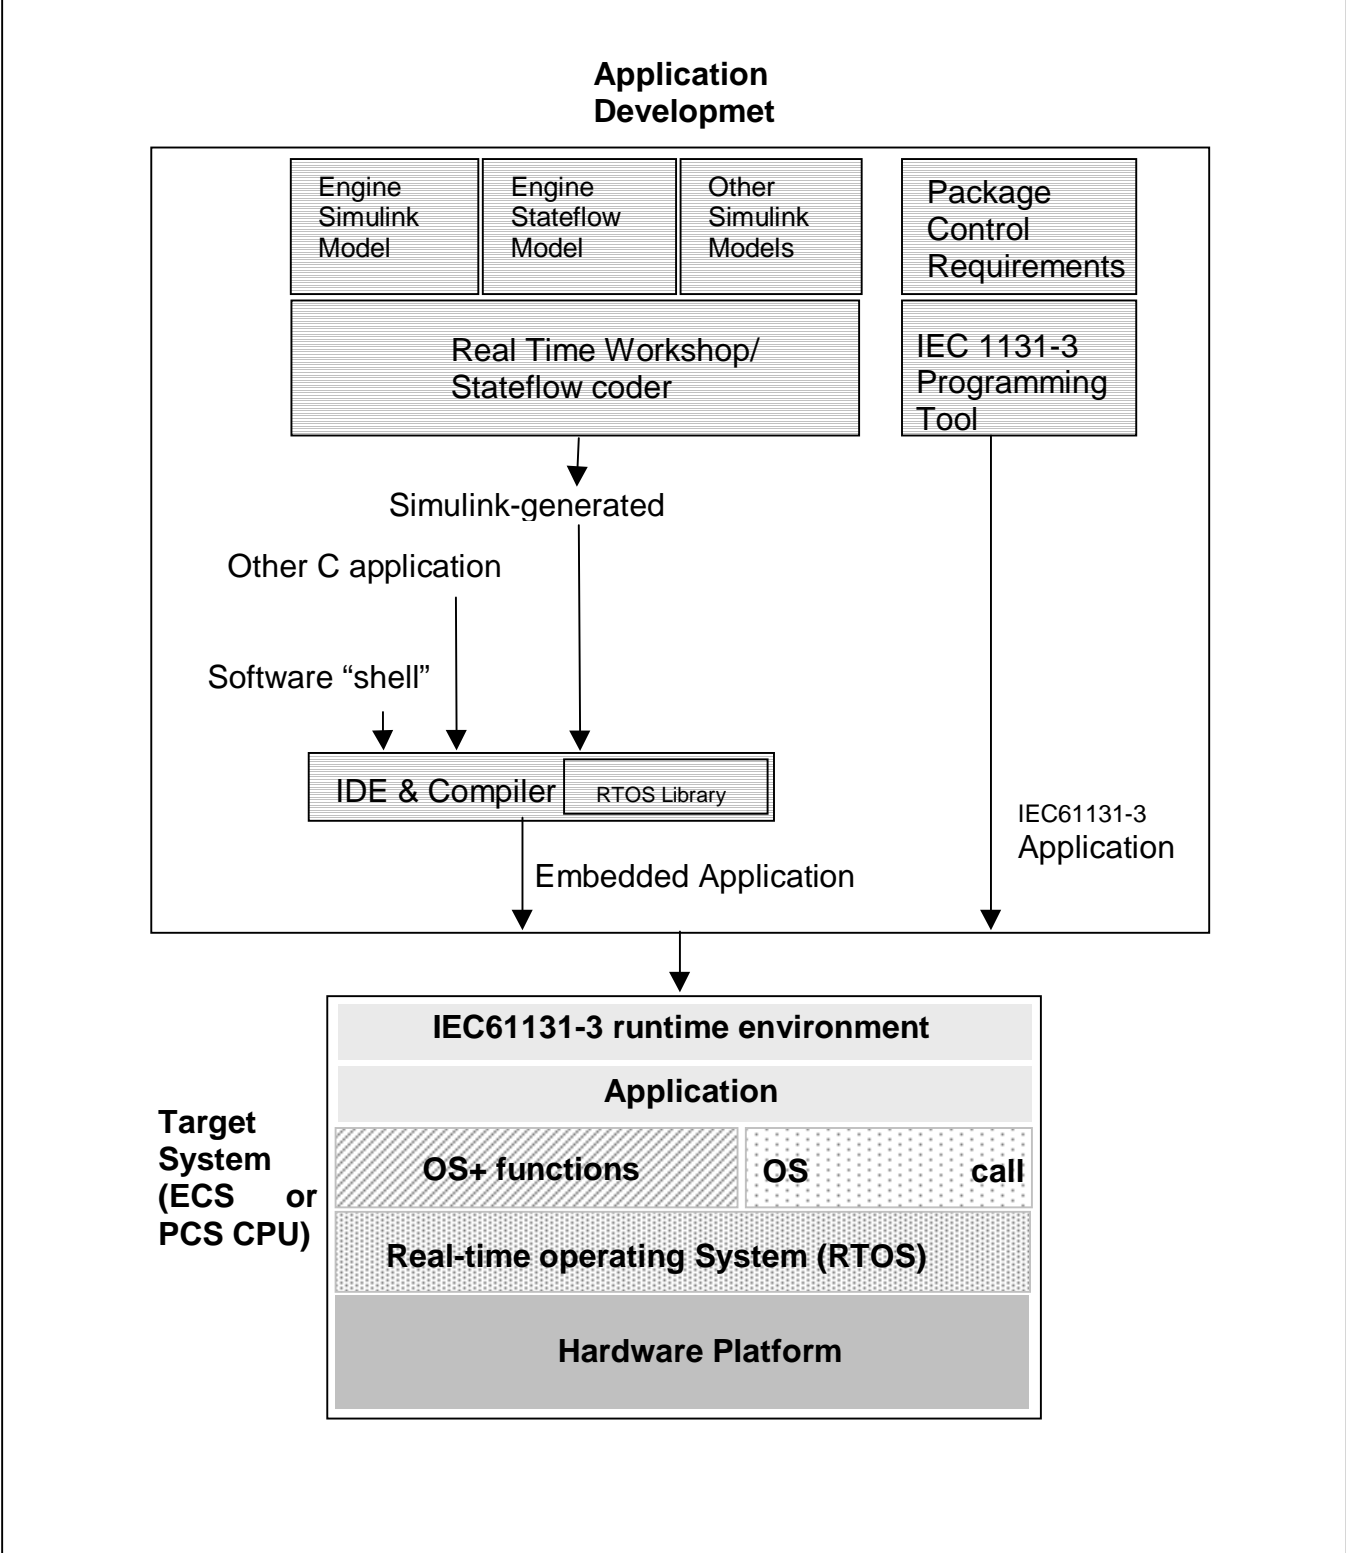 Application
Developmet
Engine
Simulink
Model
Engine
Stateflow
Model
Other
Simulink
Models
Package
Control
Requirements
Real Time Workshop/
Stateflow coder
IEC 1131-3
Programming
Tool
Simulink-generated
Other C application
Software “shell”
IDE & Compiler
RTOS Library
IEC61131-3
Application
Embedded Application
IEC61131-3 runtime environment
Application
Target
System
(ECS or
PCS CPU)
OS+ functions
OS call
Real-time operating System (RTOS)
Hardware Platform